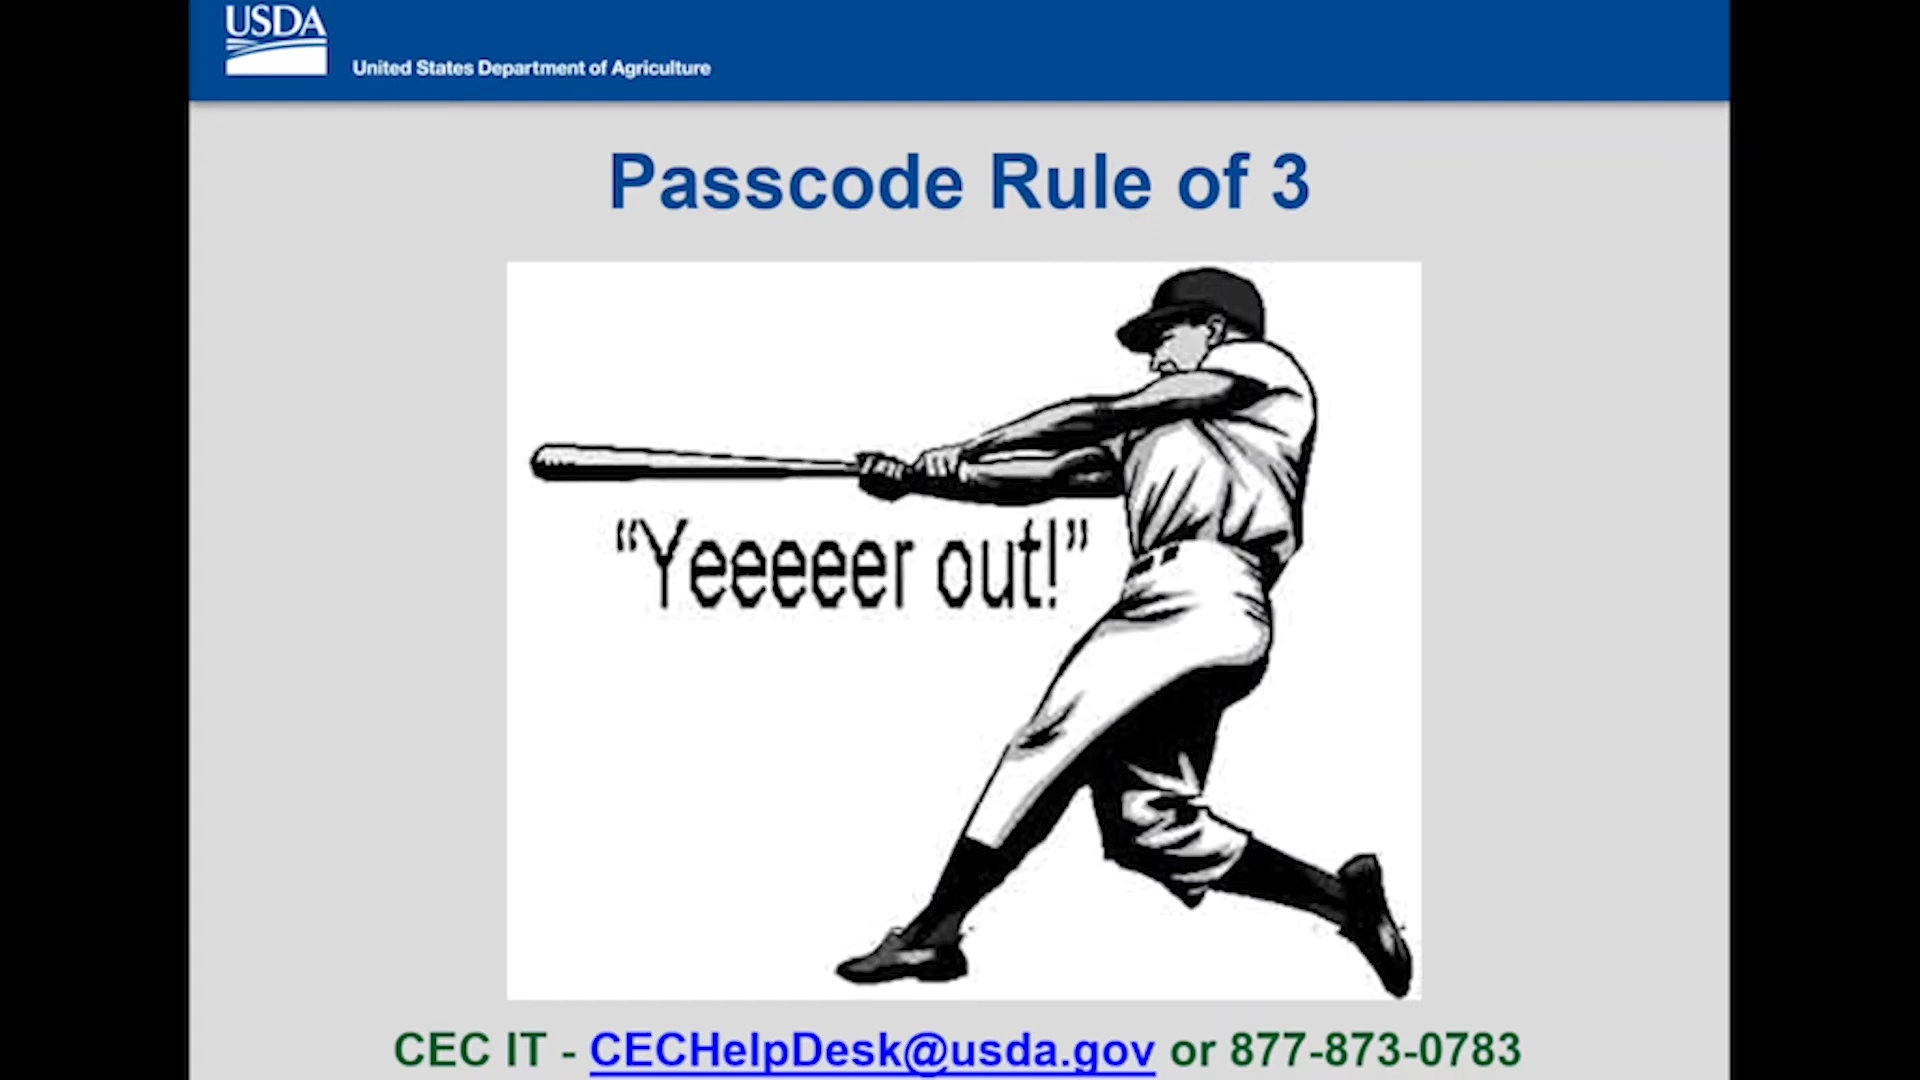 USDA
United States Department of Agriculture
Passcode Rule of 3
“Yeeeeer out!”
CEC IT - CECHelpDesk@usda.gov or 877-873-0783